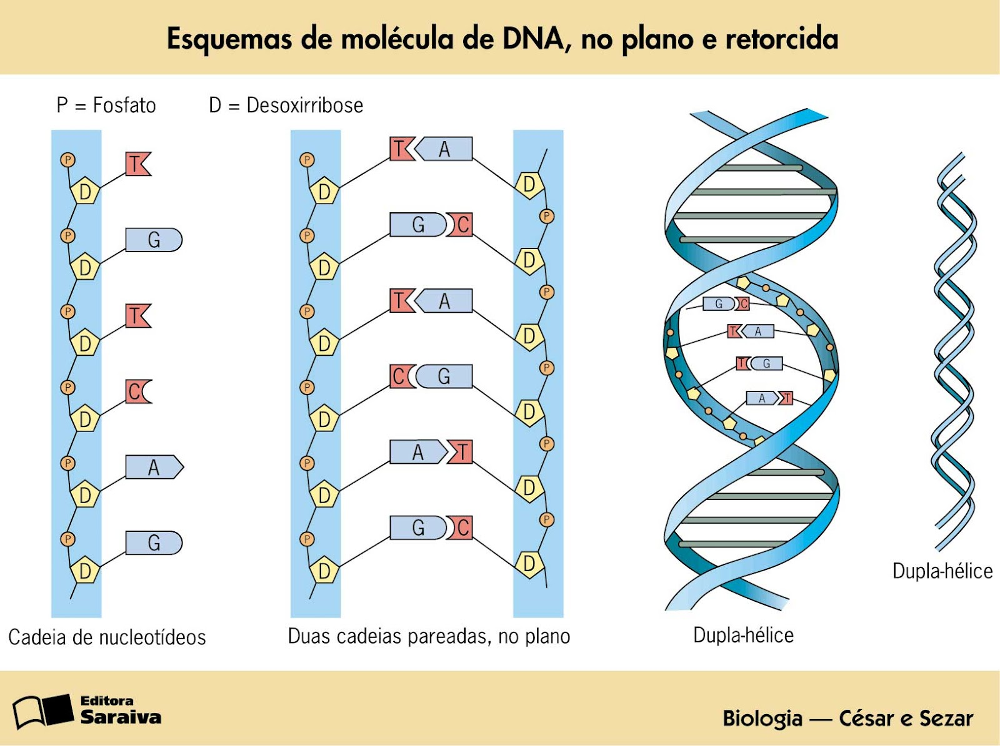 Esquemas de molécula de DNA, no plano e retorcida
P = Fosfato D = Desoxirribose
P
D
T
P
D
G
P
D
T
P
D
C
P
D
A
P
D
G
Cadeia de nucleotídeos
P
D
T A
D
P
P
D
G C
D
P
P
D
T A
D
P
P
D
C G
D
P
P
D
A T
D
P
P
D
G C
D
Duas cadeias pareadas, no plano
G C
T A
T G
A T
Dupla-hélice
Dupla-hélice
Editora
Saraiva
Biologia — César e Sezar